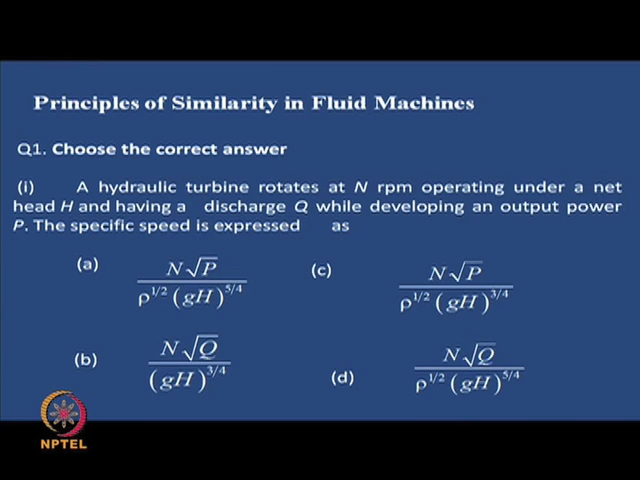 Principles of Similarity in Fluid Machines
Q1. Choose the correct answer
(i) A hydraulic turbine rotates at N rpm operating under a net
head H and having a discharge Q while developing an output power
P. The specific speed is expressed as
(a) N√P / ρ^{1/2} (gH)^{5/4}
(c) N√P / ρ^{1/2} (gH)^{3/4}
(b) N√Q / (gH)^{3/4}
(d) N√Q / ρ^{1/2} (gH)^{5/4}
NPTEL